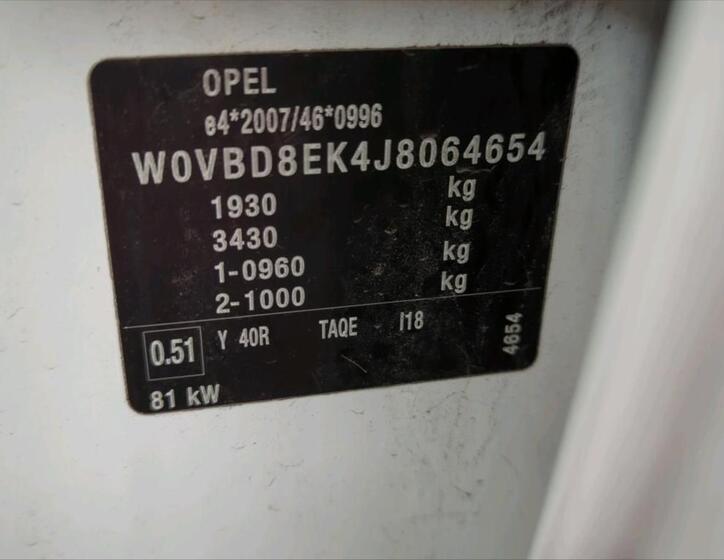 OPEL
e4*2007/46*0996
W0VBD8EK4J8064654
1930 kg
3430 kg
1-0960 kg
2-1000 kg
0.51 Y 40R TAQE I18
4654
81 kW